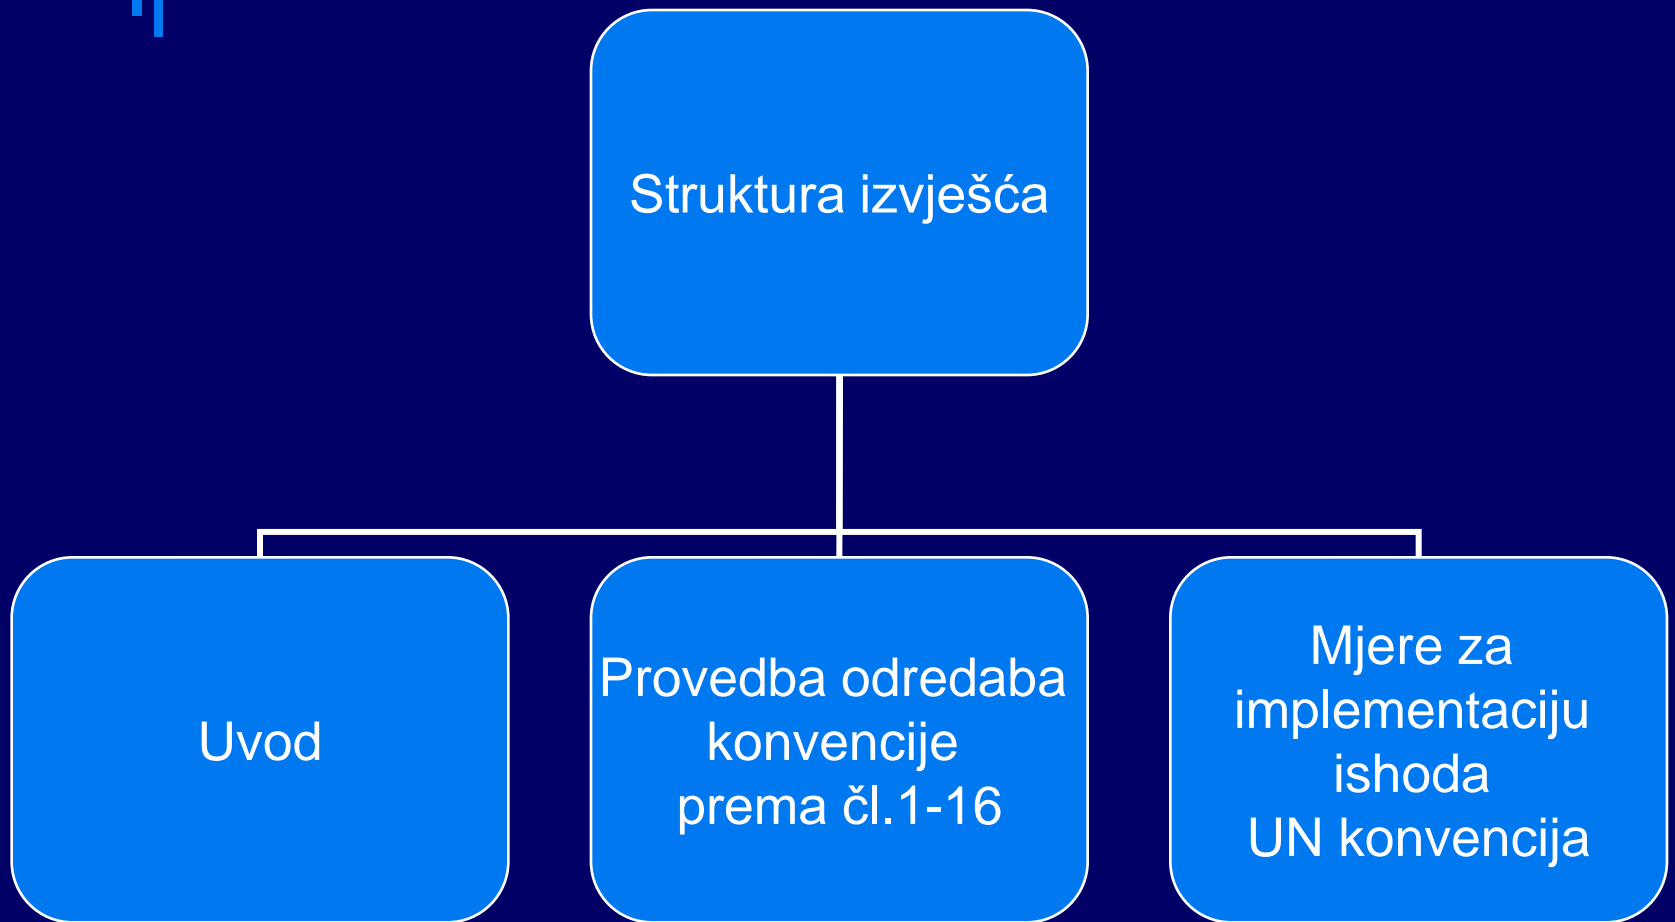 Struktura izvješća
Uvod
Provedba odredaba
konvencije
prema čl.1-16
Mjere za
implementaciju
ishoda
UN konvencija